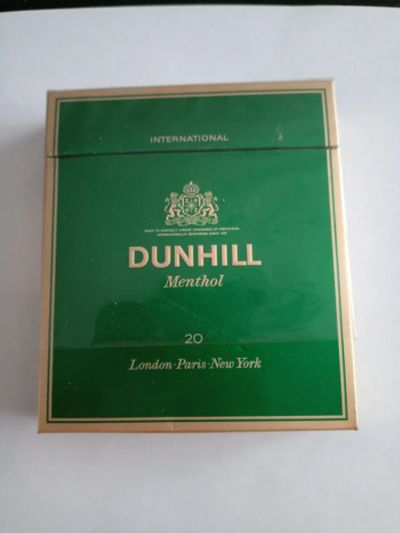 INTERNATIONAL
DUNHILL
Menthol
20
London·Paris·New York